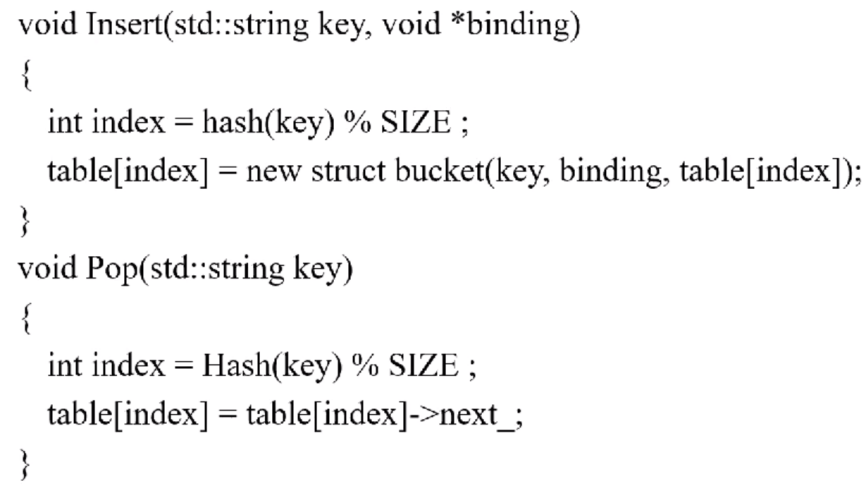 void Insert(std::string key, void *binding)
{
int index = hash(key) % SIZE ;
table[index] = new struct bucket(key, binding, table[index]);
}
void Pop(std::string key)
{
int index = Hash(key) % SIZE ;
table[index] = table[index]->next_;
}